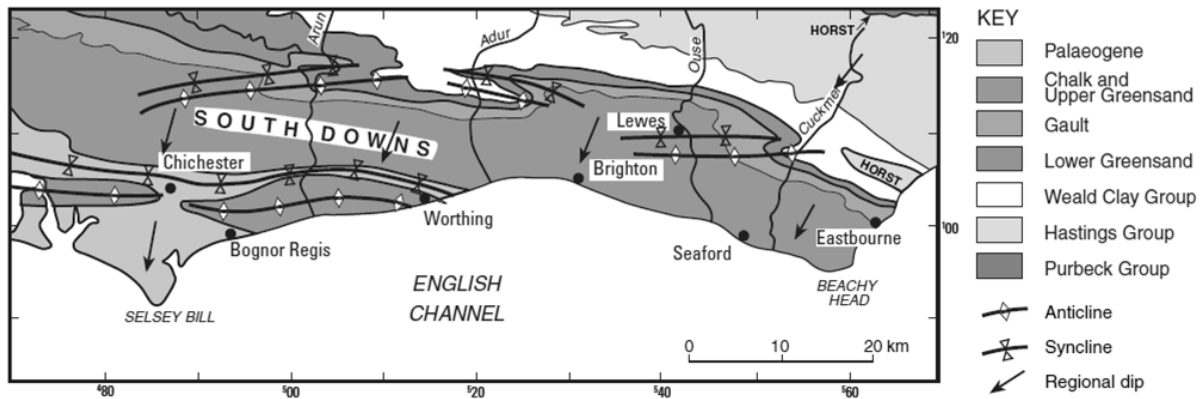 Arun
Adur
Ouse
Cuckmer
HORST
SOUTH DOWNS
Chichester
Lewes
Brighton
HORST
Worthing
Bognor Regis
Seaford
Eastbourne
ENGLISH
CHANNEL
BEACHY
HEAD
SELSEY BILL
0 10 20 km
⁴80 ⁵00 ⁵20 ⁵40 ⁵60
¹20
¹00
KEY
Palaeogene
Chalk and
Upper Greensand
Gault
Lower Greensand
Weald Clay Group
Hastings Group
Purbeck Group
Anticline
Syncline
Regional dip